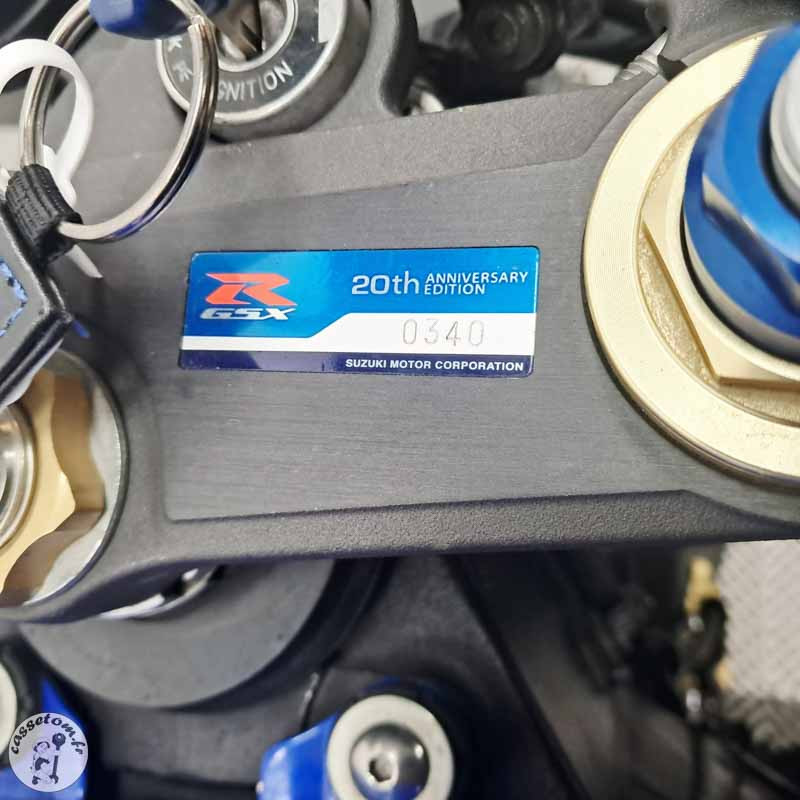 IGNITION
R
GSX
20th ANNIVERSARY
EDITION
0340
SUZUKI MOTOR CORPORATION
cassetom.fr